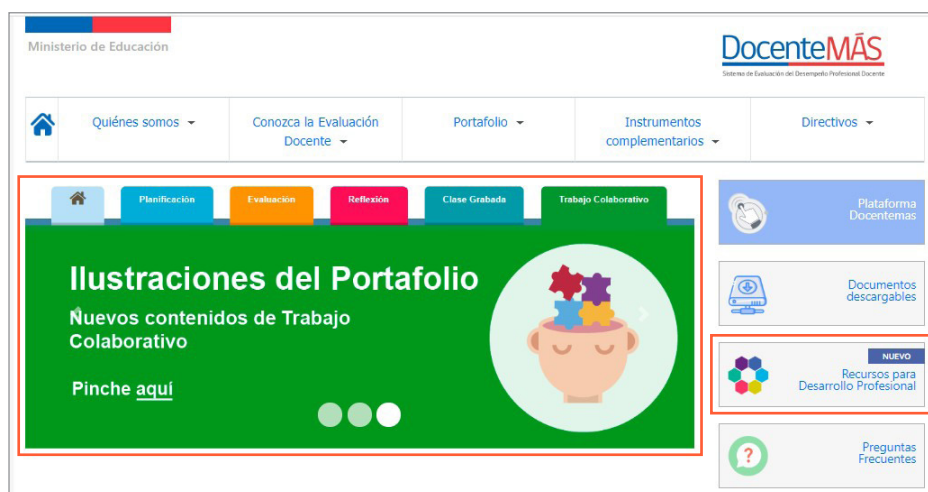 Ministerio de Educación
DocenteMÁS
Sistema de Evaluación del Desempeño Profesional Docente
Quiénes somos
Conozca la Evaluación
Docente
Portafolio
Instrumentos
complementarios
Directivos
Planificación
Evaluación
Reflexión
Clase Grabada
Trabajo Colaborativo
Ilustraciones del Portafolio
Nuevos contenidos de Trabajo
Colaborativo
Pinche aquí
Plataforma
Docentemas
Documentos
descargables
NUEVO
Recursos para
Desarrollo Profesional
?
Preguntas
Frecuentes